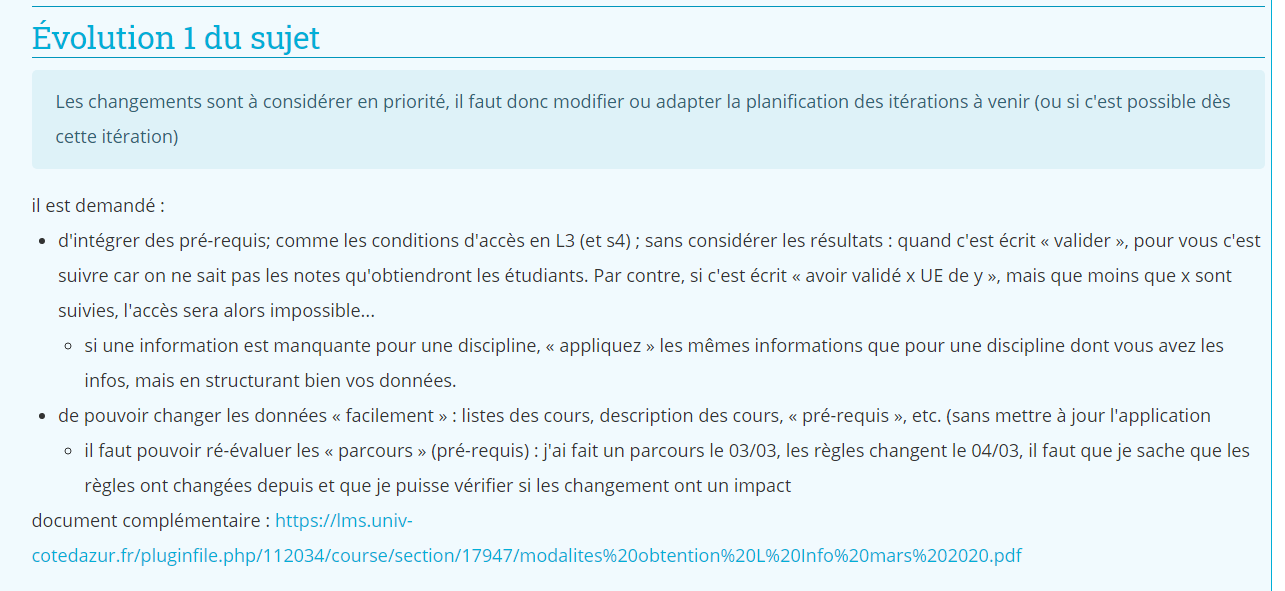 Évolution 1 du sujet
Les changements sont à considérer en priorité, il faut donc modifier ou adapter la planification des itérations à venir (ou si c'est possible dès
cette itération)
il est demandé :
• d'intégrer des pré-requis; comme les conditions d'accès en L3 (et s4) ; sans considérer les résultats : quand c'est écrit « valider », pour vous c'est
suivre car on ne sait pas les notes qu'obtiendront les étudiants. Par contre, si c'est écrit « avoir validé x UE de y », mais que moins que x sont
suivies, l'accès sera alors impossible...
◦ si une information est manquante pour une discipline, « appliquez » les mêmes informations que pour une discipline dont vous avez les
infos, mais en structurant bien vos données.
• de pouvoir changer les données « facilement » : listes des cours, description des cours, « pré-requis », etc. (sans mettre à jour l'application
◦ il faut pouvoir ré-évaluer les « parcours » (pré-requis) : j'ai fait un parcours le 03/03, les règles changent le 04/03, il faut que je sache que les
règles ont changées depuis et que je puisse vérifier si les changement ont un impact
document complémentaire : https://lms.univ-
cotedazur.fr/pluginfile.php/112034/course/section/17947/modalites%20obtention%20L%20Info%20mars%202020.pdf